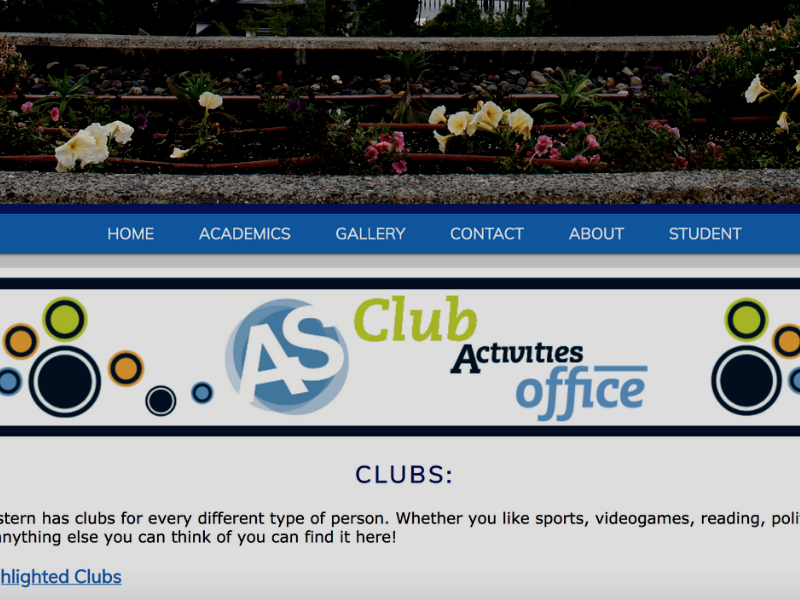 HOME ACADEMICS GALLERY CONTACT ABOUT STUDENT
AS Club
Activities
office
CLUBS:
stern has clubs for every different type of person. Whether you like sports, videogames, reading, poli
nything else you can think of you can find it here!
hlighted Clubs